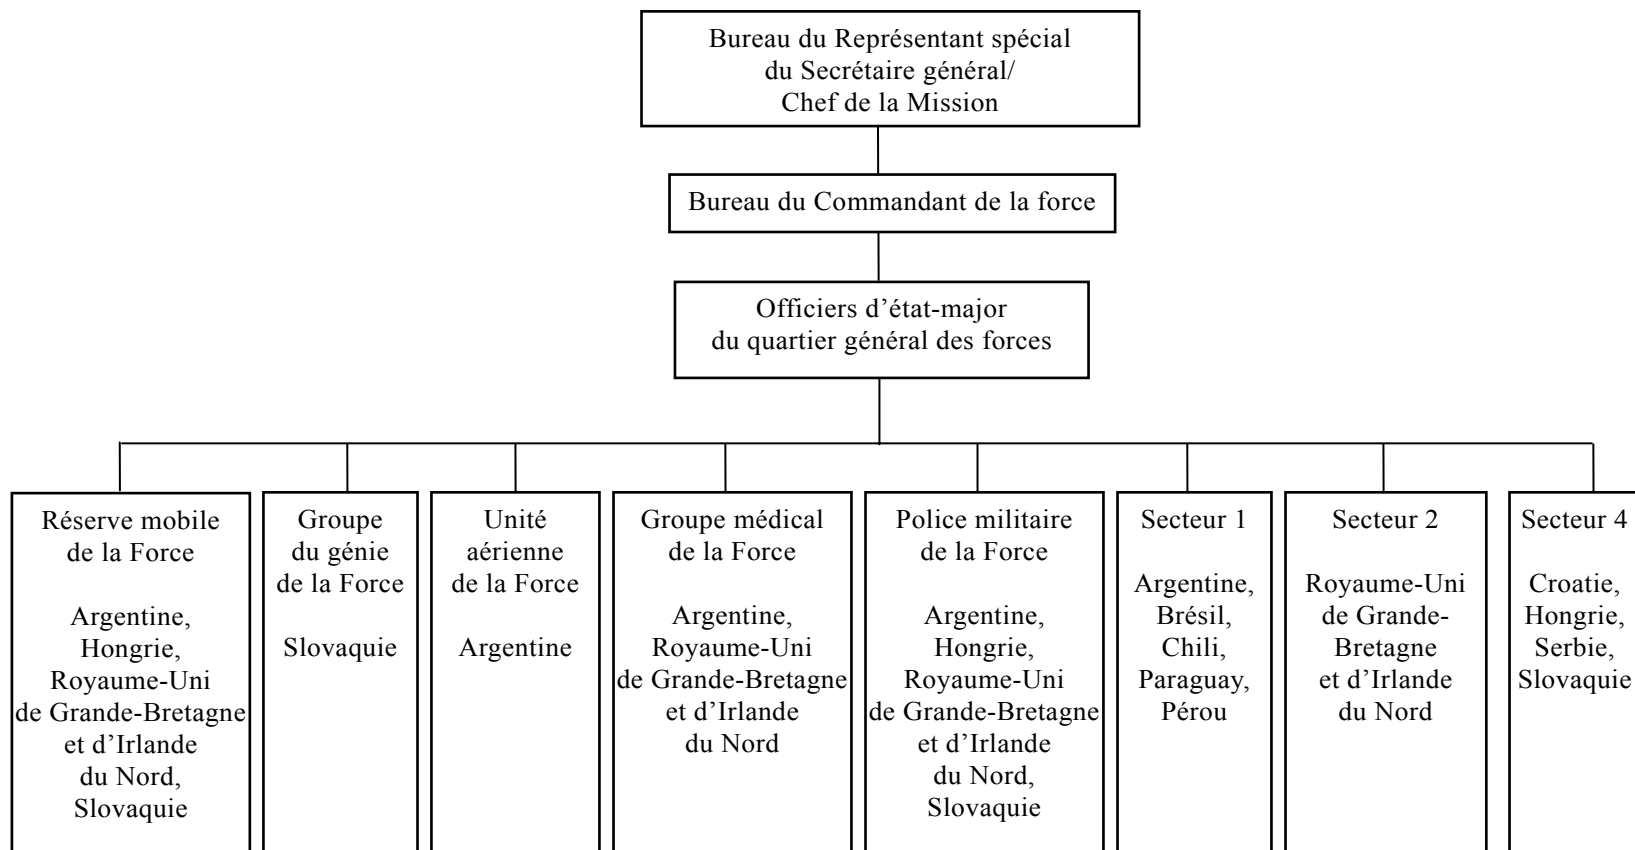 Bureau du Représentant spécial
du Secrétaire général/
Chef de la Mission
Bureau du Commandant de la force
Officiers d’état-major
du quartier général des forces
Réserve mobile
de la Force
Argentine,
Hongrie,
Royaume-Uni
de Grande-Bretagne
et d’Irlande
du Nord,
Slovaquie
Groupe
du génie
de la Force
Slovaquie
Unité
aérienne
de la Force
Argentine
Groupe médical
de la Force
Argentine,
Royaume-Uni
de Grande-Bretagne
et d’Irlande
du Nord
Police militaire
de la Force
Argentine,
Hongrie,
Royaume-Uni
de Grande-Bretagne
et d’Irlande
du Nord,
Slovaquie
Secteur 1
Argentine,
Brésil,
Chili,
Paraguay,
Pérou
Secteur 2
Royaume-Uni
de Grande-
Bretagne
et d’Irlande
du Nord
Secteur 4
Croatie,
Hongrie,
Serbie,
Slovaquie